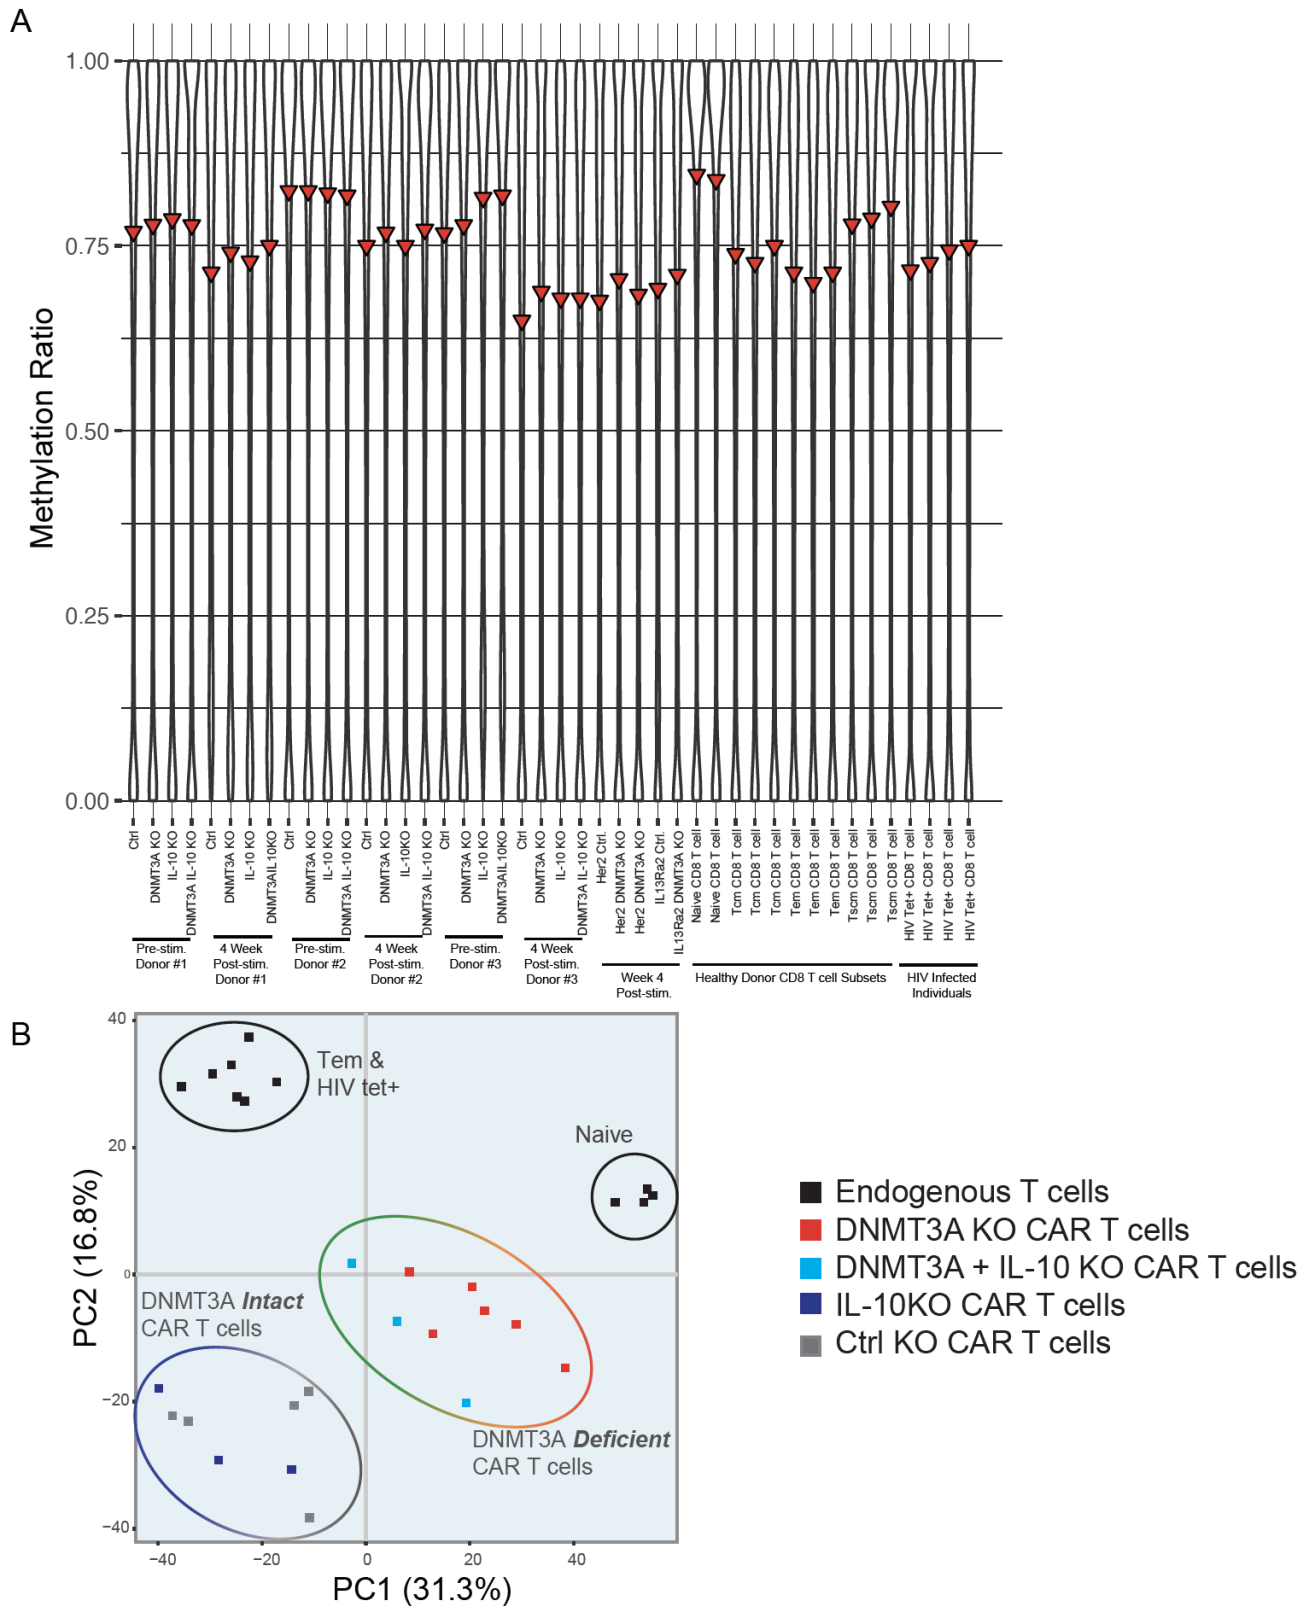 A
Methylation Ratio
1.00
0.75
0.50
0.25
0.00
Ctrl
DNMT3A KO
IL-10 KO
DNMT3A IL-10 KO
Ctrl
DNMT3A KO
IL-10 KO
DNMT3AIL10KO
Ctrl
DNMT3A KO
IL-10 KO
DNMT3A IL-10 KO
Ctrl
DNMT3A KO
IL-10KO
DNMT3A IL-10 KO
Ctrl
DNMT3A KO
IL-10 KO
DNMT3AIL10KO
Ctrl
DNMT3A KO
IL-10 KO
DNMT3A IL-10 KO
Her2 Ctrl.
Her2 DNMT3A KO
Her2 DNMT3A KO
IL13Ra2 Ctrl.
IL13Ra2 DNMT3A KO
Naive CD8 T cell
Naive CD8 T cell
Tcm CD8 T cell
Tcm CD8 T cell
Tcm CD8 T cell
Tem CD8 T cell
Tem CD8 T cell
Tem CD8 T cell
Tscm CD8 T cell
Tscm CD8 T cell
Tscm CD8 T cell
HIV Tet+ CD8 T cell
HIV Tet+ CD8 T cell
HIV Tet+ CD8 T cell
HIV Tet+ CD8 T cell
Pre-stim.
Donor #1
4 Week
Post-stim.
Donor #1
Pre-stim.
Donor #2
4 Week
Post-stim.
Donor #2
Pre-stim.
Donor #3
4 Week
Post-stim.
Donor #3
Week 4
Post-stim.
Healthy Donor CD8 T cell Subsets
HIV Infected
Individuals
B
PC2 (16.8%)
40
20
0
−20
−40
Tem &
HIV tet+
Naive
DNMT3A Intact
CAR T cells
DNMT3A Deficient
CAR T cells
−40
−20
0
20
40
PC1 (31.3%)
Endogenous T cells
DNMT3A KO CAR T cells
DNMT3A + IL-10 KO CAR T cells
IL-10KO CAR T cells
Ctrl KO CAR T cells